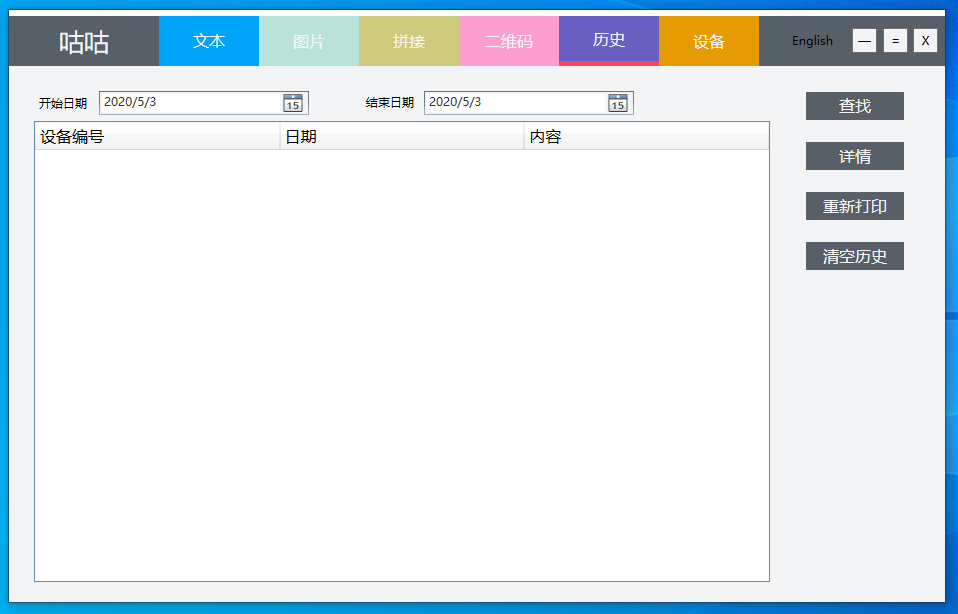 咕咕 文本 图片 拼接 二维码 历史 设备 English — = X
开始日期 2020/5/3 15 结束日期 2020/5/3 15 查找
设备编号 日期 内容
详情
重新打印
清空历史